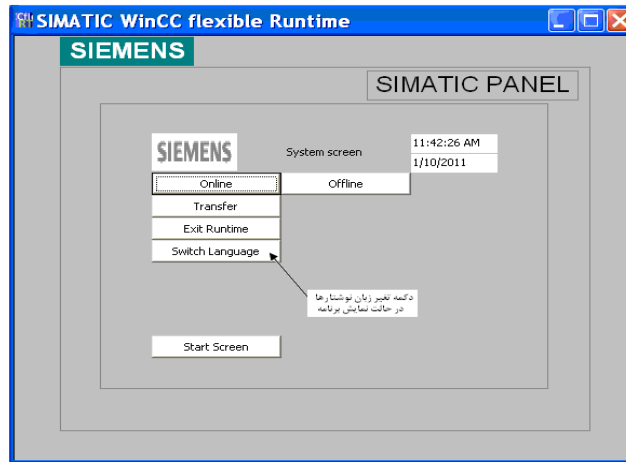 SIMATIC WinCC flexible Runtime
SIEMENS
SIMATIC PANEL
SIEMENS
System screen
11:42:26 AM
1/10/2011
Online
Offline
Transfer
Exit Runtime
Switch Language
دکمه تغیر زبان نوشتارها
در حالت نمایش برنامه
Start Screen